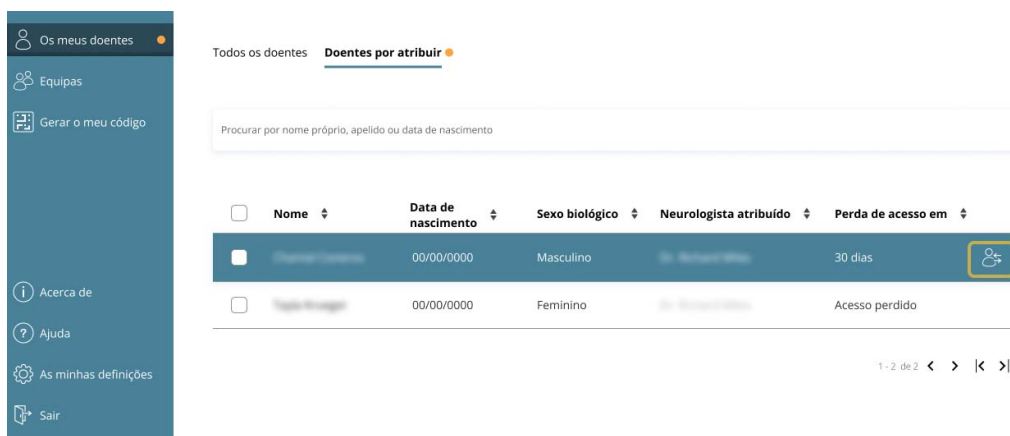 Os meus doentes
Equipas
Gerar o meu código
Acerca de
Ajuda
As minhas definições
Sair
Todos os doentes Doentes por atribuir
Procurar por nome próprio, apelido ou data de nascimento
Nome Data de nascimento Sexo biológico Neurologista atribuído Perda de acesso em
00/00/0000 Masculino 30 dias
00/00/0000 Feminino Acesso perdido
1 - 2 de 2